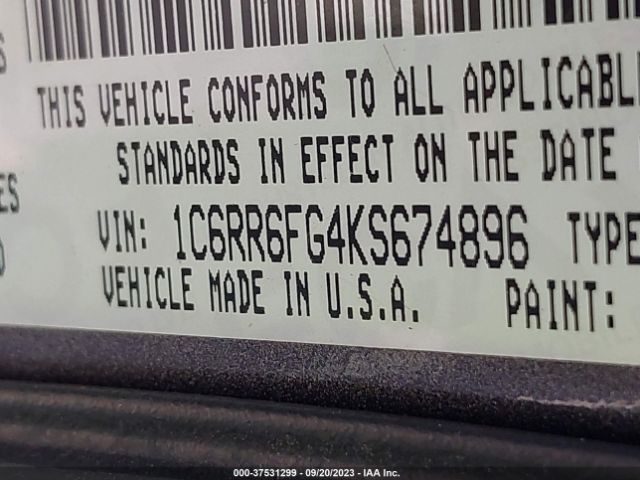 THIS VEHICLE CONFORMS TO ALL
STANDARDS IN EFFECT ON THE DATE
VIN: 1C6RR6FG4KS674896 TYPE
VEHICLE MADE IN U.S.A. PAINT:
000-37531299 - 09/20/2023 - IAA Inc.